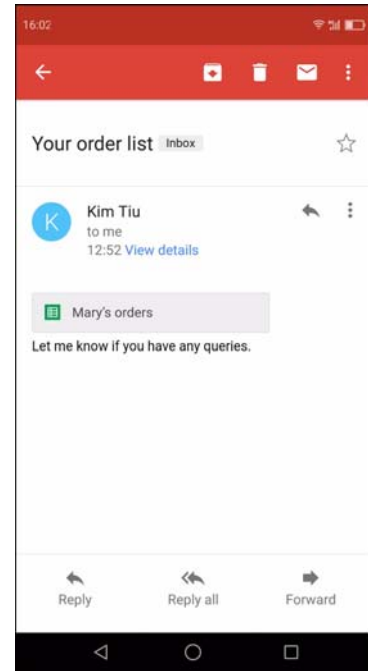 16:02
Your order list Inbox
K
Kim Tiu
to me
12:52 View details
Mary's orders
Let me know if you have any queries.
Reply Reply all Forward